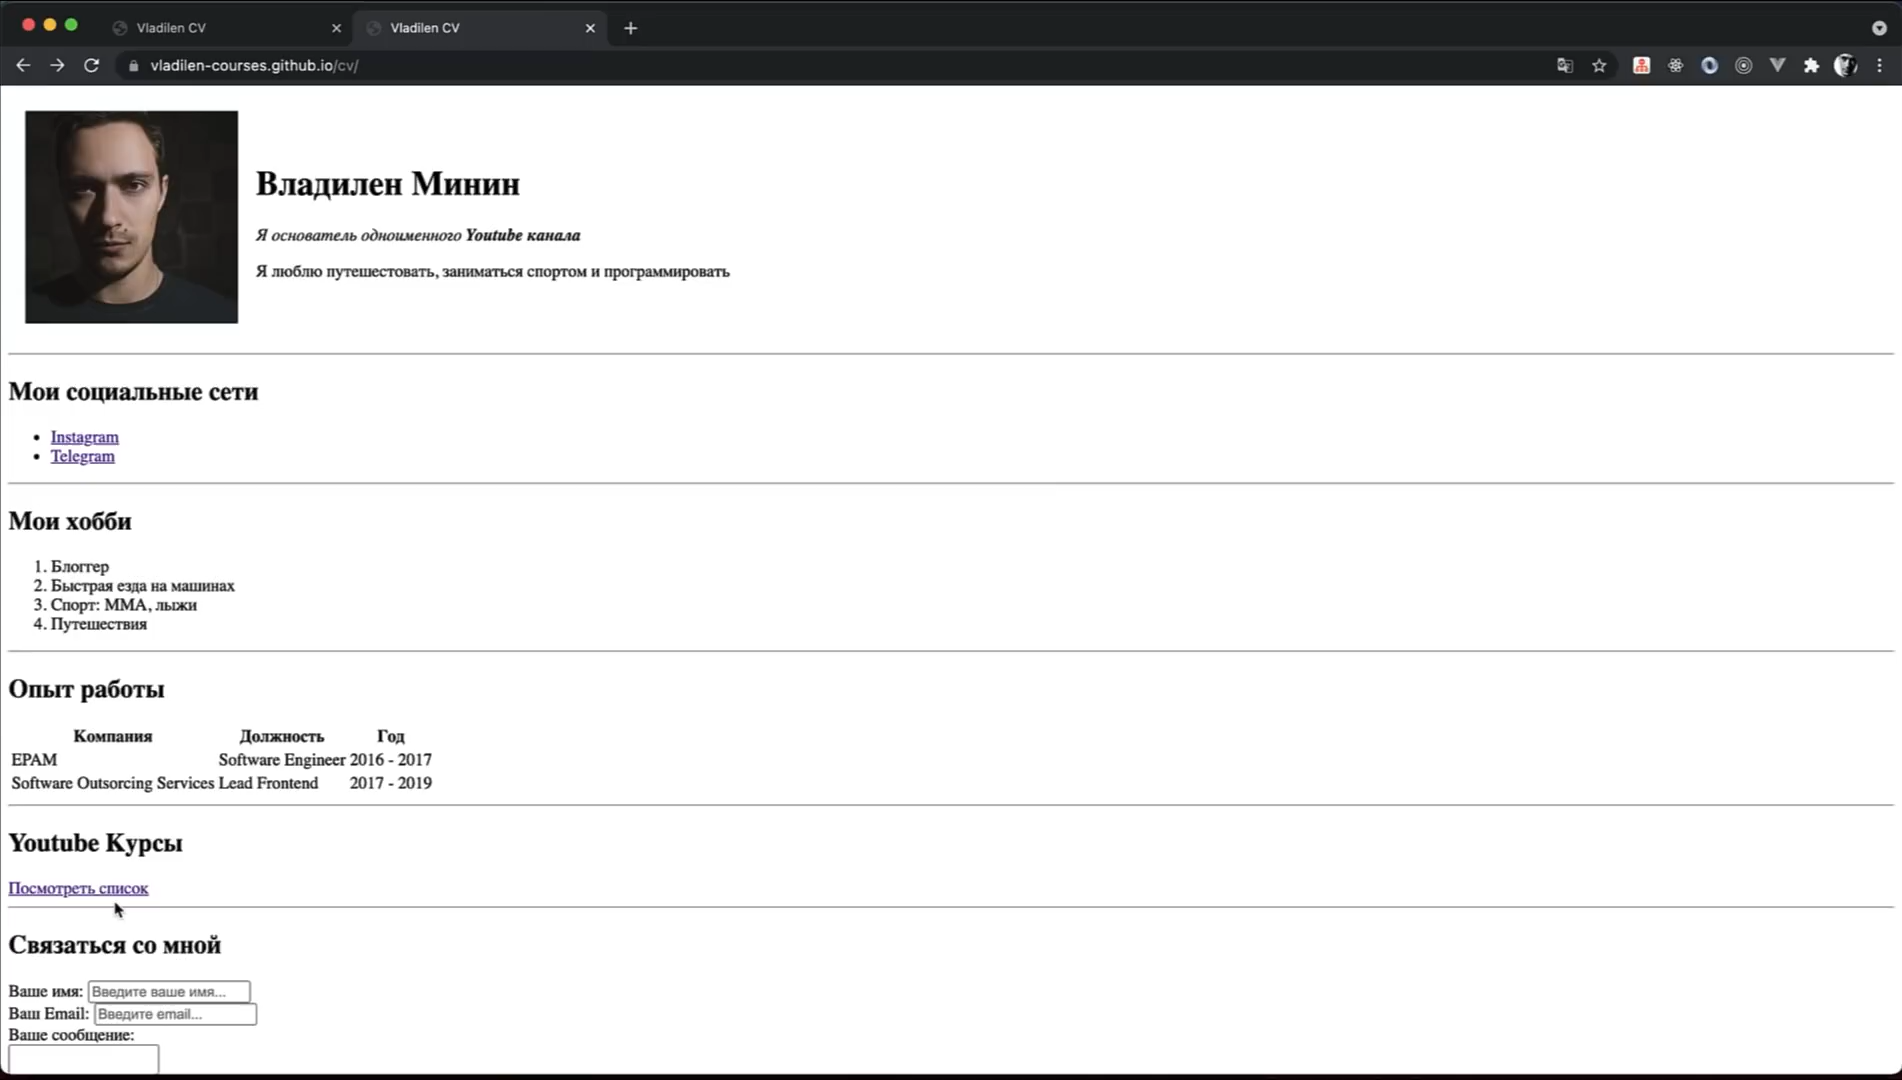 Vladilen CV
Vladilen CV
vladilen-courses.github.io/cv/
Владилен Минин
Я основатель одноименного Youtube канала
Я люблю путешестовать, заниматься спортом и программировать
Мои социальные сети
Instagram
Telegram
Мои хобби
1. Блоггер
2. Быстрая езда на машинах
3. Спорт: ММА, лыжи
4. Путешествия
Опыт работы
Компания Должность Год
EPAM Software Engineer 2016 - 2017
Software Outsorcing Services Lead Frontend 2017 - 2019
Youtube Курсы
Посмотреть список
Связаться со мной
Ваше имя: Введите ваше имя...
Ваш Email: Введите email...
Ваше сообщение: